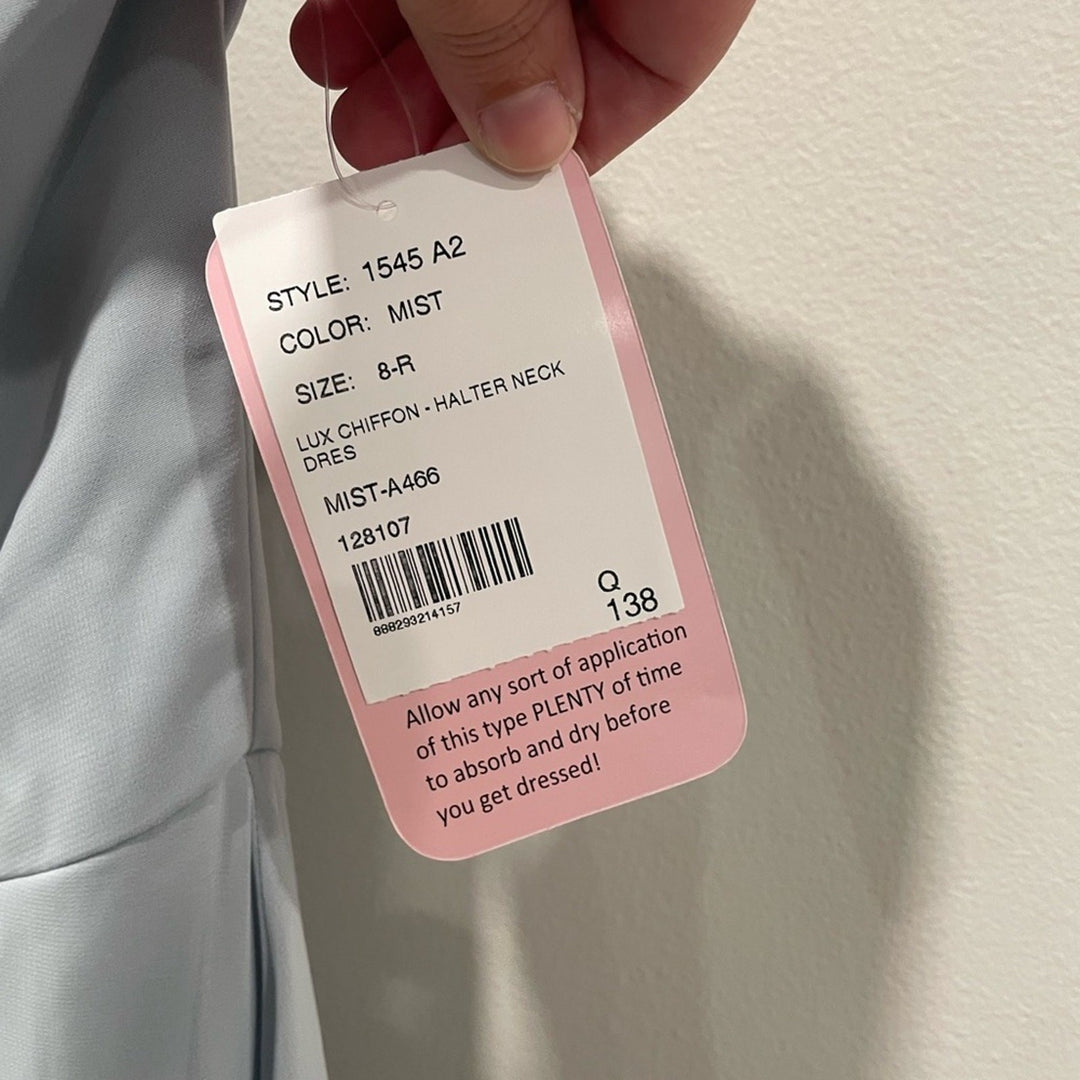 STYLE: 1545 A2
COLOR: MIST
SIZE: 8-R
LUX CHIFFON - HALTER NECK
DRES
MIST-A466
128107
888293214157
Q
138
Allow any sort of application
of this type PLENTY of time
to absorb and dry before
you get dressed!